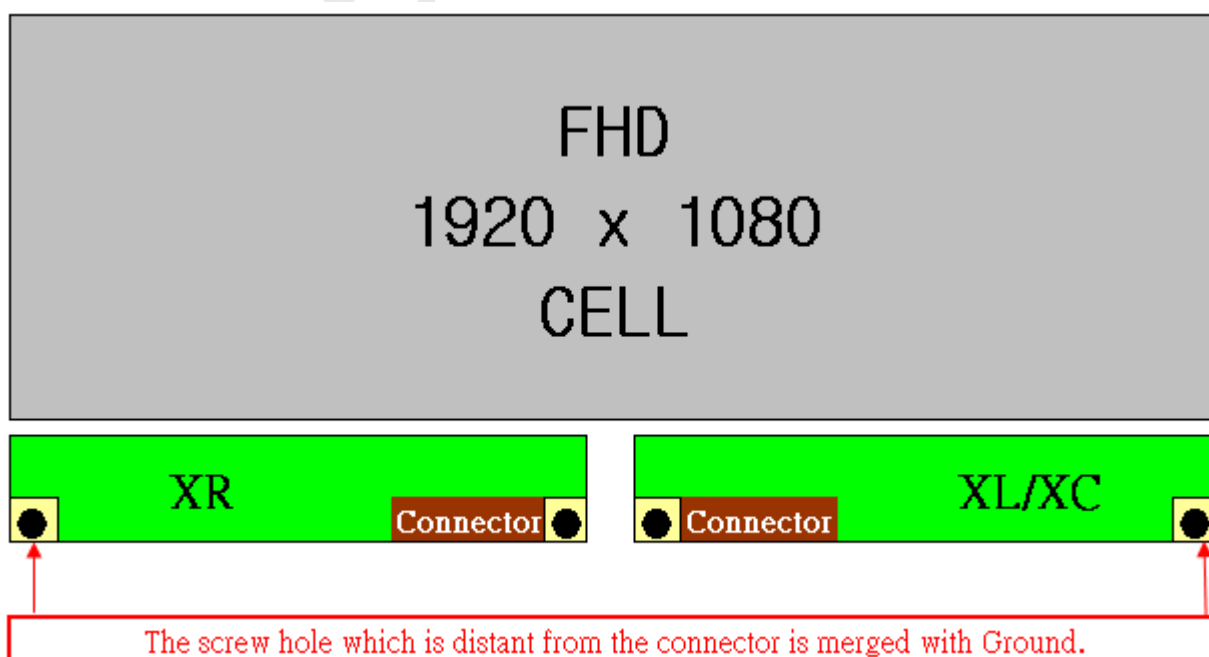 FHD
1920 x 1080
CELL
XR
Connector
Connector
XL/XC
The screw hole which is distant from the connector is merged with Ground.